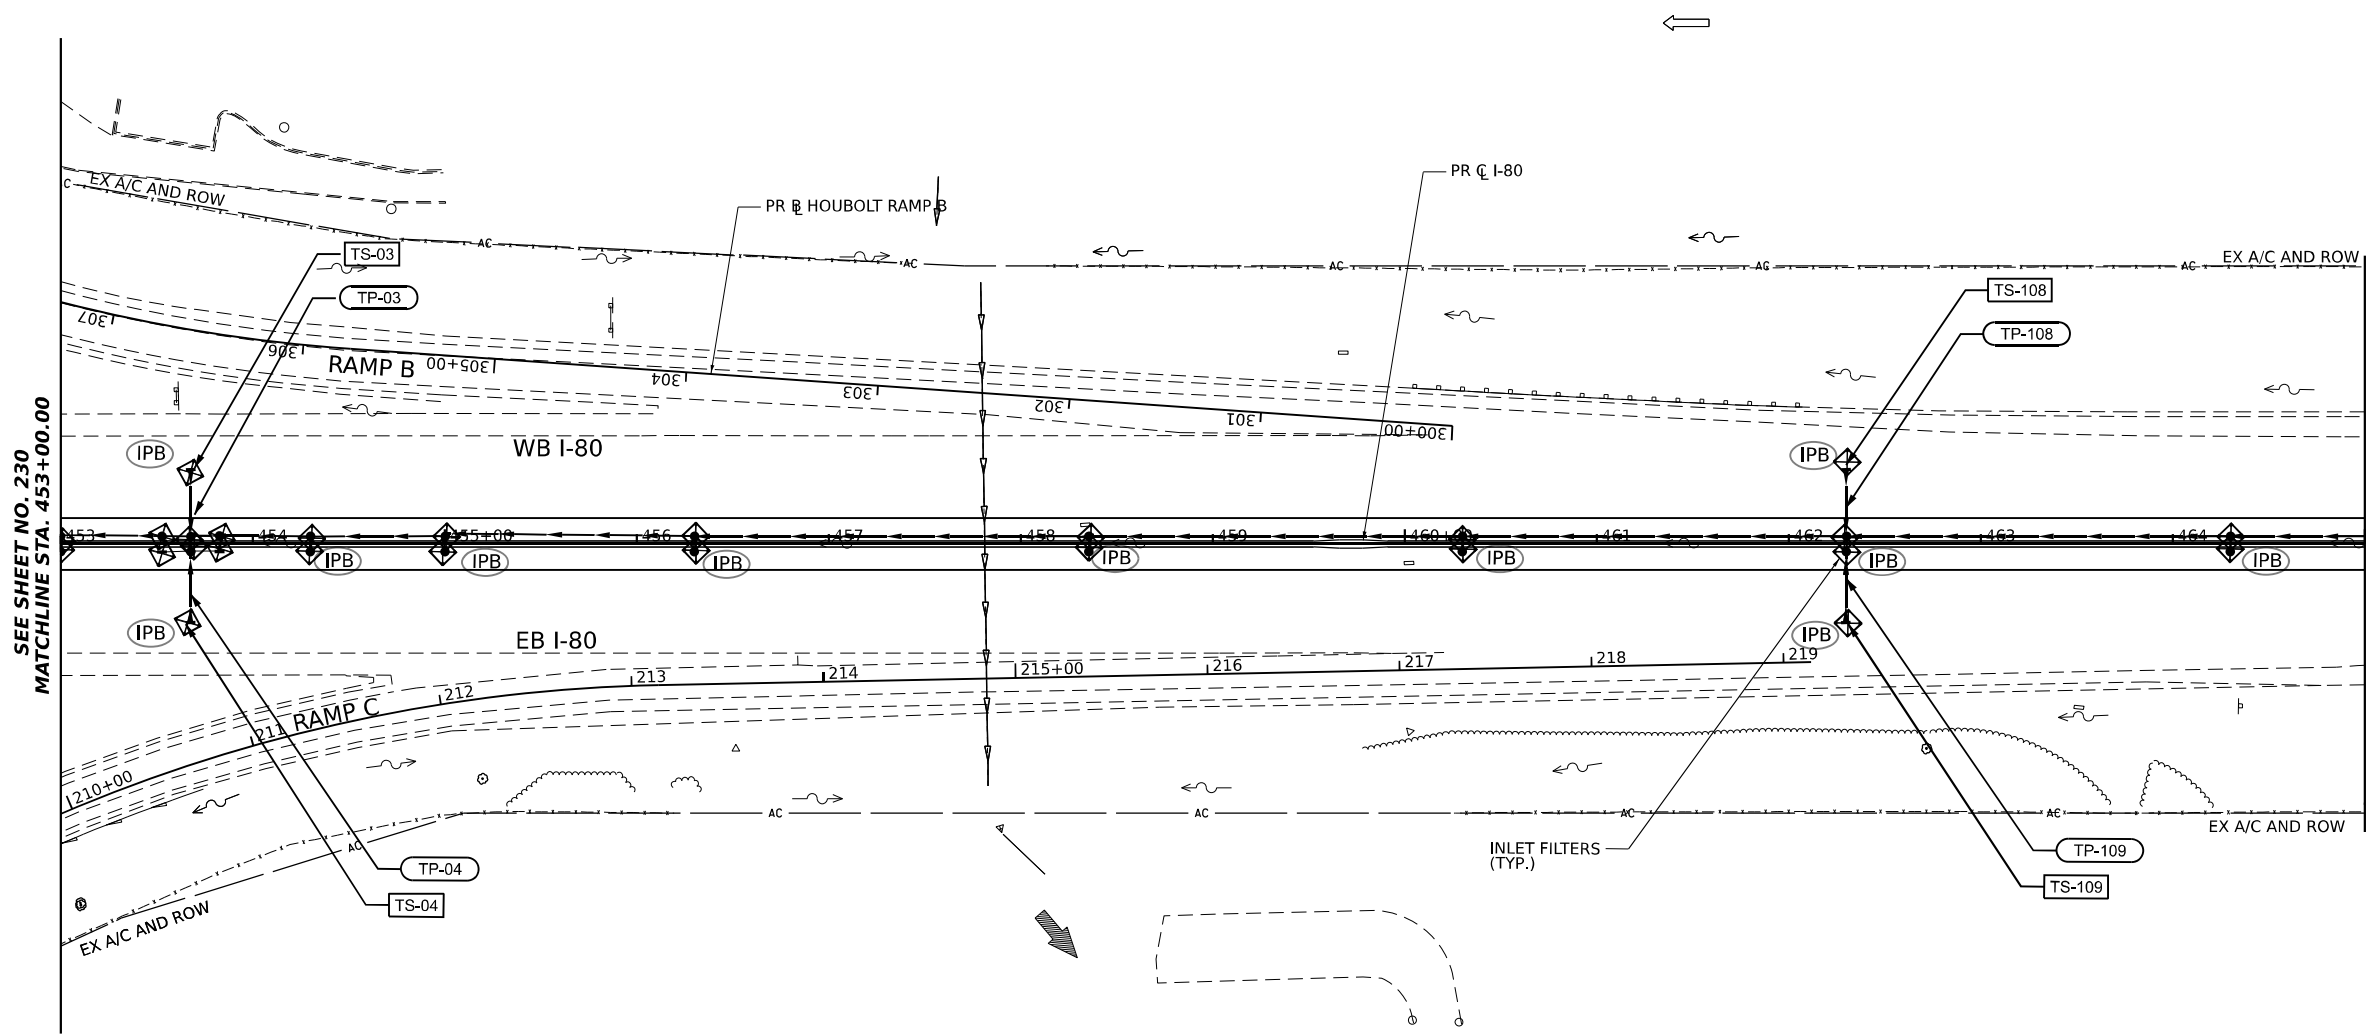 EX A/C AND ROW
C
PR ℄ I-80
PR B HOUBOLT RAMP B
TS-03
AC
AC
AC
AC
AC
EX A/C AND ROW
TP-03
TS-108
TP-108
307
306
RAMP B
305+00
304
303
302
301
300+00
SEE SHEET NO. 230
MATCHLINE STA. 453+00.00
IPB
WB I-80
IPB
453
454
455+00
456
457
458
459
460+00
461
462
463
464
IPB
IPB
IPB
IPB
IPB
IPB
IPB
IPB
EB I-80
IPB
210+00
211
212
213
214
215+00
216
217
218
219
RAMP C
AC
AC
AC
AC
AC
EX A/C AND ROW
INLET FILTERS
(TYP.)
TP-04
TS-04
TP-109
TS-109
EX A/C AND ROW